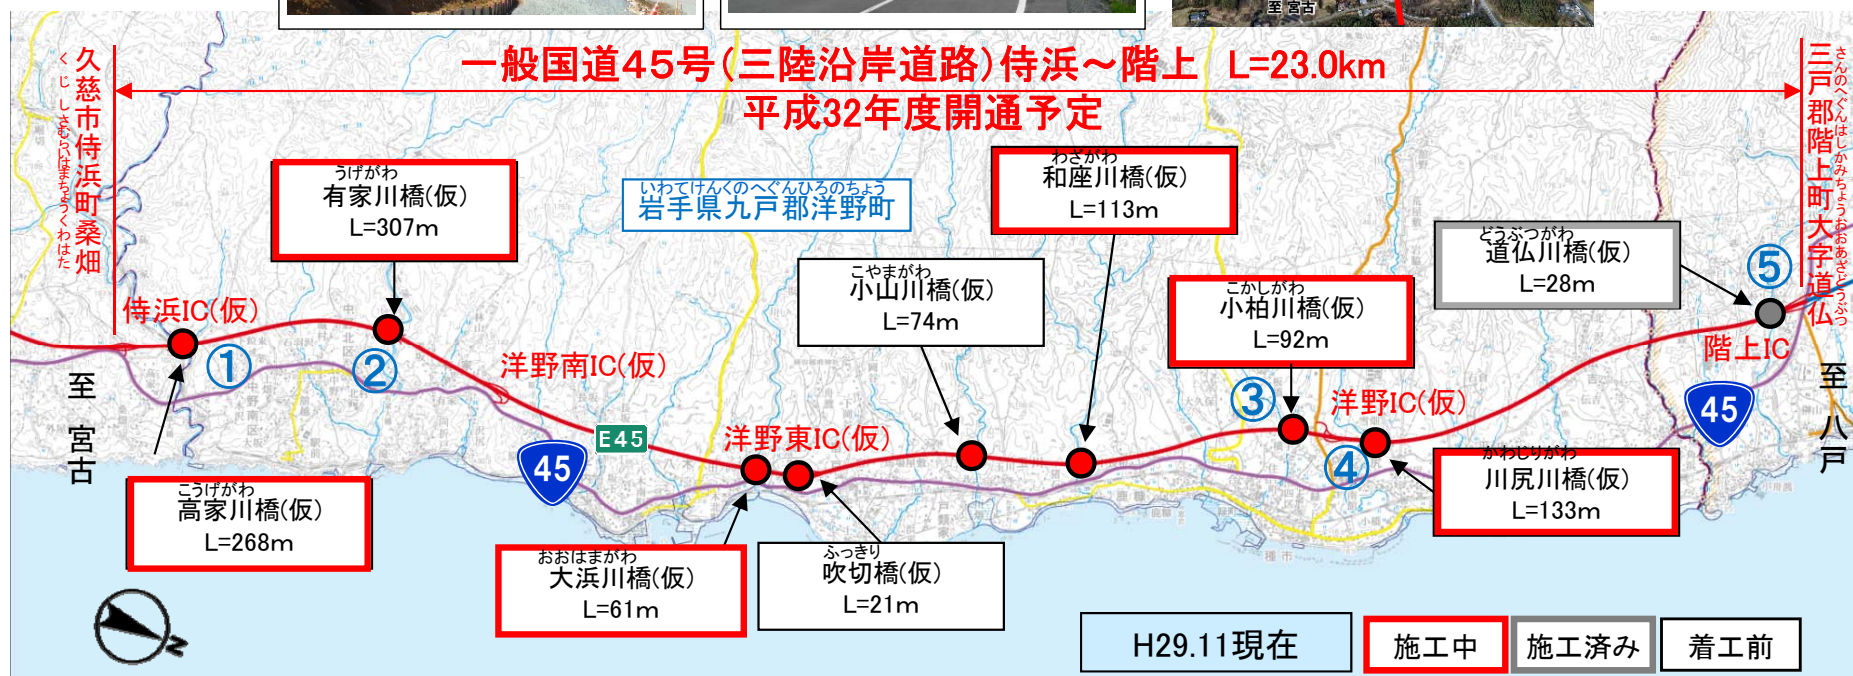 至 宮古
一般国道45号(三陸沿岸道路)侍浜～階上 L=23.0km
平成32年度開通予定
久慈市侍浜町桑畑
くじしさむらいはまちょうくわはた
三戸郡階上町大字道仏
さんのへぐんはしかみちょうおおあざどうぶつ
うげがわ
有家川橋(仮)
L=307m
いわてけんくのへぐんひろのちょう
岩手県九戸郡洋野町
わざがわ
和座川橋(仮)
L=113m
こやまがわ
小山川橋(仮)
L=74m
こかしがわ
小柏川橋(仮)
L=92m
どうぶつがわ
道仏川橋(仮)
L=28m
⑤
侍浜IC(仮)
①
②
洋野南IC(仮)
E45
45
洋野東IC(仮)
③
洋野IC(仮)
④
階上IC
45
至 宮古
至 八戸
こうげがわ
高家川橋(仮)
L=268m
おおはまがわ
大浜川橋(仮)
L=61m
ふっきり
吹切橋(仮)
L=21m
かわじりがわ
川尻川橋(仮)
L=133m
種市
N
H29.11現在
施工中
施工済み
着工前